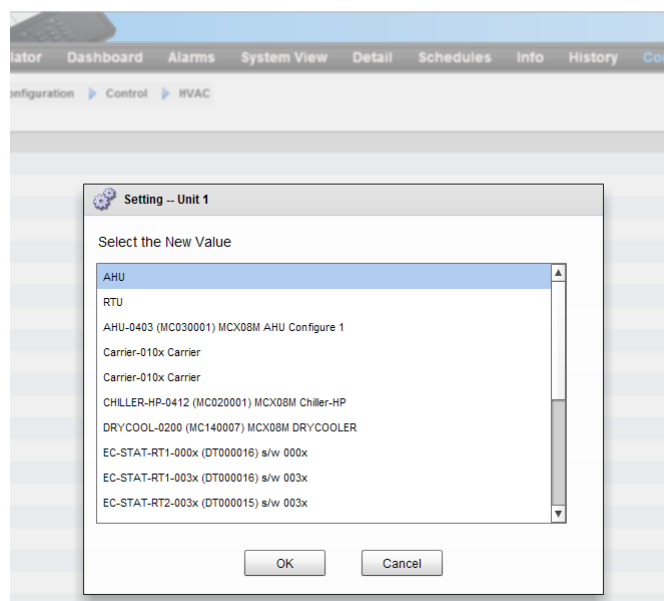 Dashboard Alarms System View Detail Schedules Info History
Control HVAC
Setting -- Unit 1
Select the New Value
AHU
RTU
AHU-0403 (MC030001) MCX08M AHU Configure 1
Carrier-010x Carrier
Carrier-010x Carrier
CHILLER-HP-0412 (MC020001) MCX08M Chiller-HP
DRYCOOL-0200 (MC140007) MCX08M DRYCOOLER
EC-STAT-RT1-000x (DT000016) s/w 000x
EC-STAT-RT1-003x (DT000016) s/w 003x
EC-STAT-RT2-003x (DT000015) s/w 003x
OK Cancel